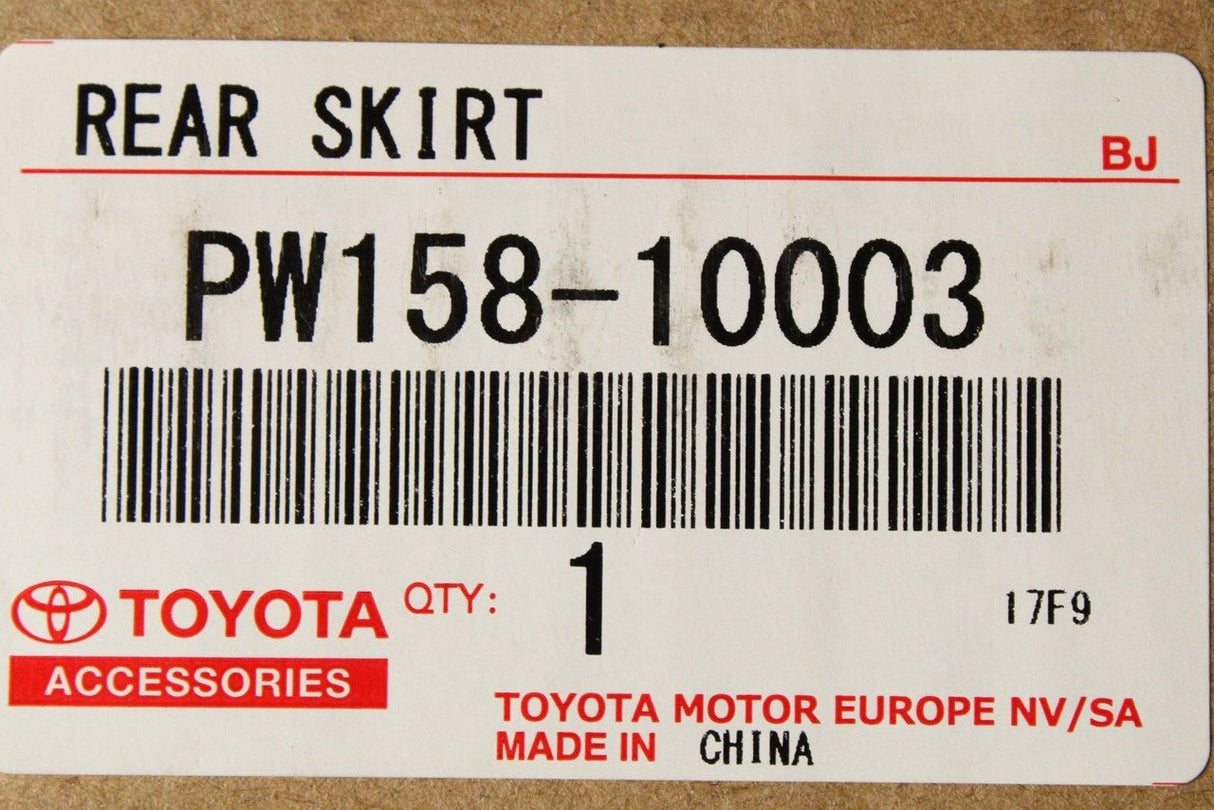 REAR SKIRT
BJ
PW158-10003
TOYOTA
ACCESSORIES
QTY: 1
17F9
TOYOTA MOTOR EUROPE NV/SA
MADE IN CHINA